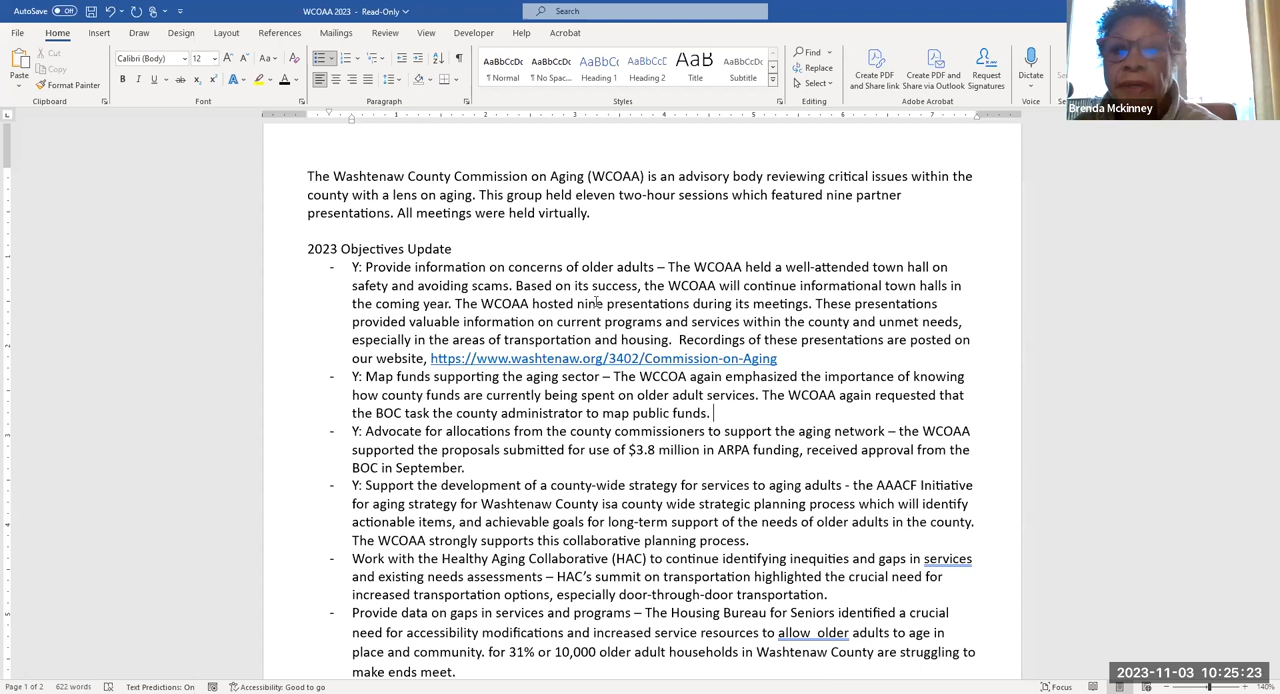 AutoSave Off WCOAA 2023 - Read-Only Search
File Home Insert Draw Design Layout References Mailings Review View Developer Help Acrobat
Cut
Copy
Format Painter
Paste
Clipboard
Calibri (Body) 12
Font
Paragraph
AaBbCcDc AaBbCcDc AaBbCc AaBbCcC AaB AaBbCcD
¶ Normal ¶ No Spac... Heading 1 Heading 2 Title Subtitle
Styles
Find
Replace
Select
Editing
Create PDF and Share link
Create PDF and Share via Outlook
Request Signatures
Adobe Acrobat
Dictate
Voice
Brenda Mckinney
The Washtenaw County Commission on Aging (WCOAA) is an advisory body reviewing critical issues within the
county with a lens on aging. This group held eleven two-hour sessions which featured nine partner
presentations. All meetings were held virtually.
2023 Objectives Update
- Y: Provide information on concerns of older adults – The WCOAA held a well-attended town hall on
safety and avoiding scams. Based on its success, the WCOAA will continue informational town halls in
the coming year. The WCOAA hosted nine presentations during its meetings. These presentations
provided valuable information on current programs and services within the county and unmet needs,
especially in the areas of transportation and housing. Recordings of these presentations are posted on
our website, https://www.washtenaw.org/3402/Commission-on-Aging
- Y: Map funds supporting the aging sector – The WCCOA again emphasized the importance of knowing
how county funds are currently being spent on older adult services. The WCOAA again requested that
the BOC task the county administrator to map public funds.
- Y: Advocate for allocations from the county commissioners to support the aging network – the WCOAA
supported the proposals submitted for use of $3.8 million in ARPA funding, received approval from the
BOC in September.
- Y: Support the development of a county-wide strategy for services to aging adults - the AAACF Initiative
for aging strategy for Washtenaw County isa county wide strategic planning process which will identify
actionable items, and achievable goals for long-term support of the needs of older adults in the county.
The WCOAA strongly supports this collaborative planning process.
- Work with the Healthy Aging Collaborative (HAC) to continue identifying inequities and gaps in services
and existing needs assessments – HAC’s summit on transportation highlighted the crucial need for
increased transportation options, especially door-through-door transportation.
- Provide data on gaps in services and programs – The Housing Bureau for Seniors identified a crucial
need for accessibility modifications and increased service resources to allow older adults to age in
place and community. for 31% or 10,000 older adult households in Washtenaw County are struggling to
make ends meet.
Page 1 of 2 622 words Text Predictions: On Accessibility: Good to go Focus 140%
2023-11-03 10:25:23